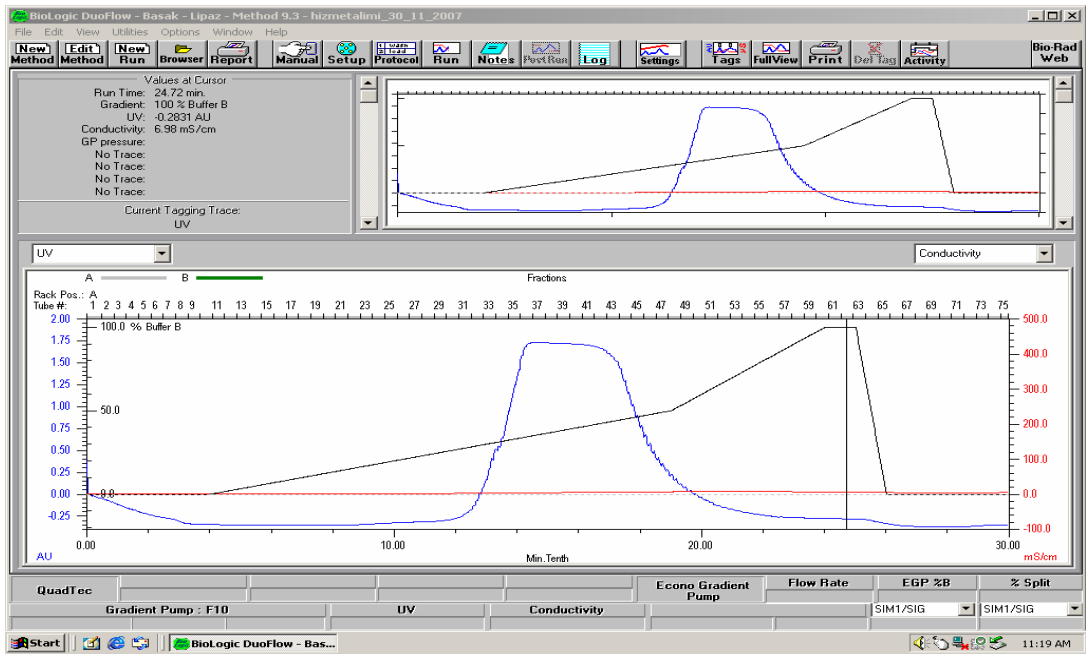 BioLogic DuoFlow - Basak - Lipaz - Method 9.3 - hizmetalimi_30_11_2007
File Edit View Utilities Options Window Help
New Method Edit Method New Run Browser Report Manual Setup Protocol Run Notes Post Run Log Settings Tags FullView Print Del Tag Activity Bio-Rad Web
Values at Cursor
Run Time: 24.72 min.
Gradient: 100 % Buffer B
UV: -0.2831 AU
Conductivity: 6.98 mS/cm
GP pressure:
No Trace:
No Trace:
No Trace:
No Trace:
Current Tagging Trace:
UV
UV Conductivity
A B Fractions
Rack Pos.: A
Tube #: 1 2 3 4 5 6 7 8 9 11 13 15 17 19 21 23 25 27 29 31 33 35 37 39 41 43 45 47 49 51 53 55 57 59 61 63 65 67 69 71 73 75
2.00 100.0 % Buffer B 500.0
1.75
1.50 400.0
1.25 300.0
1.00 50.0
0.75 200.0
0.50 100.0
0.25
0.00 0.0 0.0
-0.25 -100.0
0.00 10.00 20.00 30.00
AU Min.Tenth mS/cm
QuadTec Econo Gradient Pump Flow Rate EGP %B % Split
Gradient Pump : F10 UV Conductivity SIM1/SIG SIM1/SIG
Start BioLogic DuoFlow - Bas... 11:19 AM